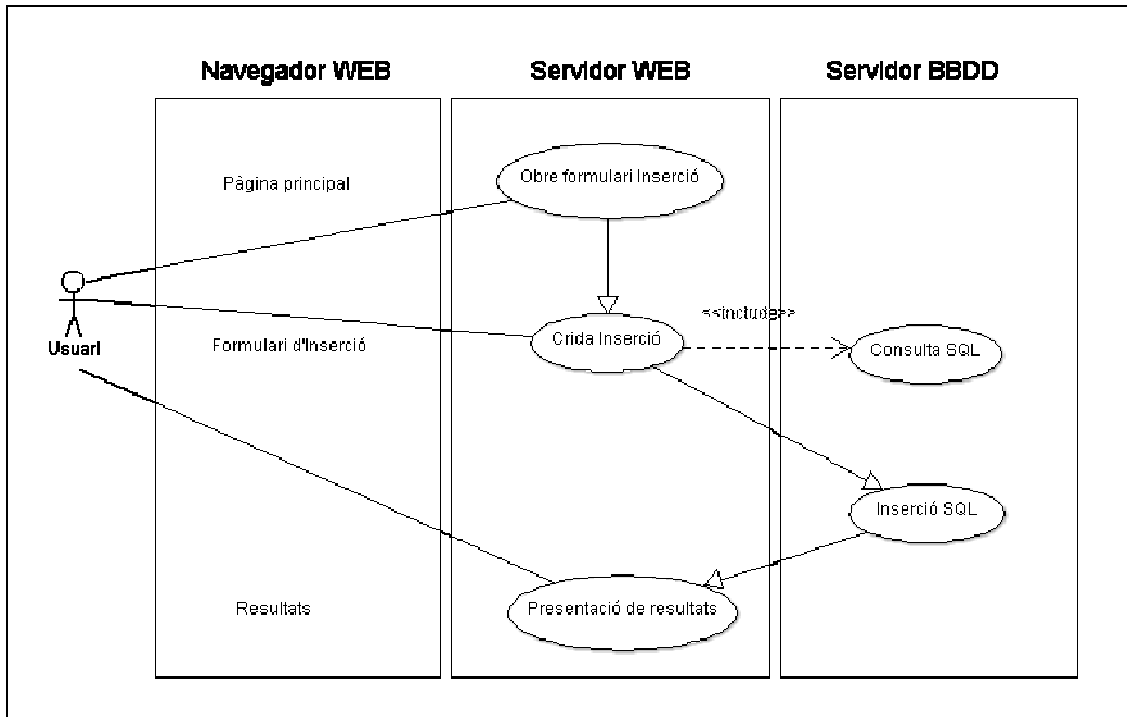 Navegador WEB
Servidor WEB
Servidor BBDD
Pàgina principal
Obre formulari Inserció
<<include>>
Usuari
Formulari d'Inserció
Crida Inserció
Consulta SQL
Inserció SQL
Resultats
Presentació de resultats